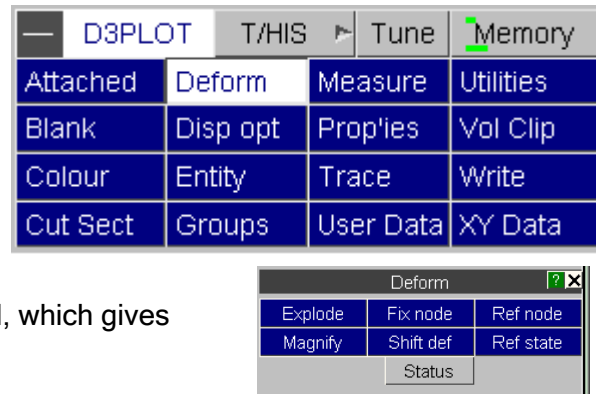 D3PLOT T/HIS Tune Memory
Attached Deform Measure Utilities
Blank Disp opt Prop'ies Vol Clip
Colour Entity Trace Write
Cut Sect Groups User Data XY Data
Deform ? X
, which gives
Explode Fix node Ref node
Magnify Shift def Ref state
Status